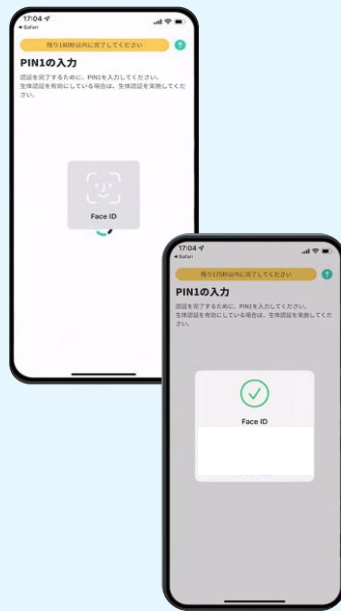 17:04
◀ Safari
残り180秒以内に完了してください
?
PIN1の入力
認証を完了するために、PIN1を入力してください。
生体認証を有効にしている場合は、生体認証を実施してくだ
さい。
Face ID
17:04
◀ Safari
残り175秒以内に完了してください
?
PIN1の入力
認証を完了するために、PIN1を入力してください。
生体認証を有効にしている場合は、生体認証を実施してくだ
さい。
Face ID